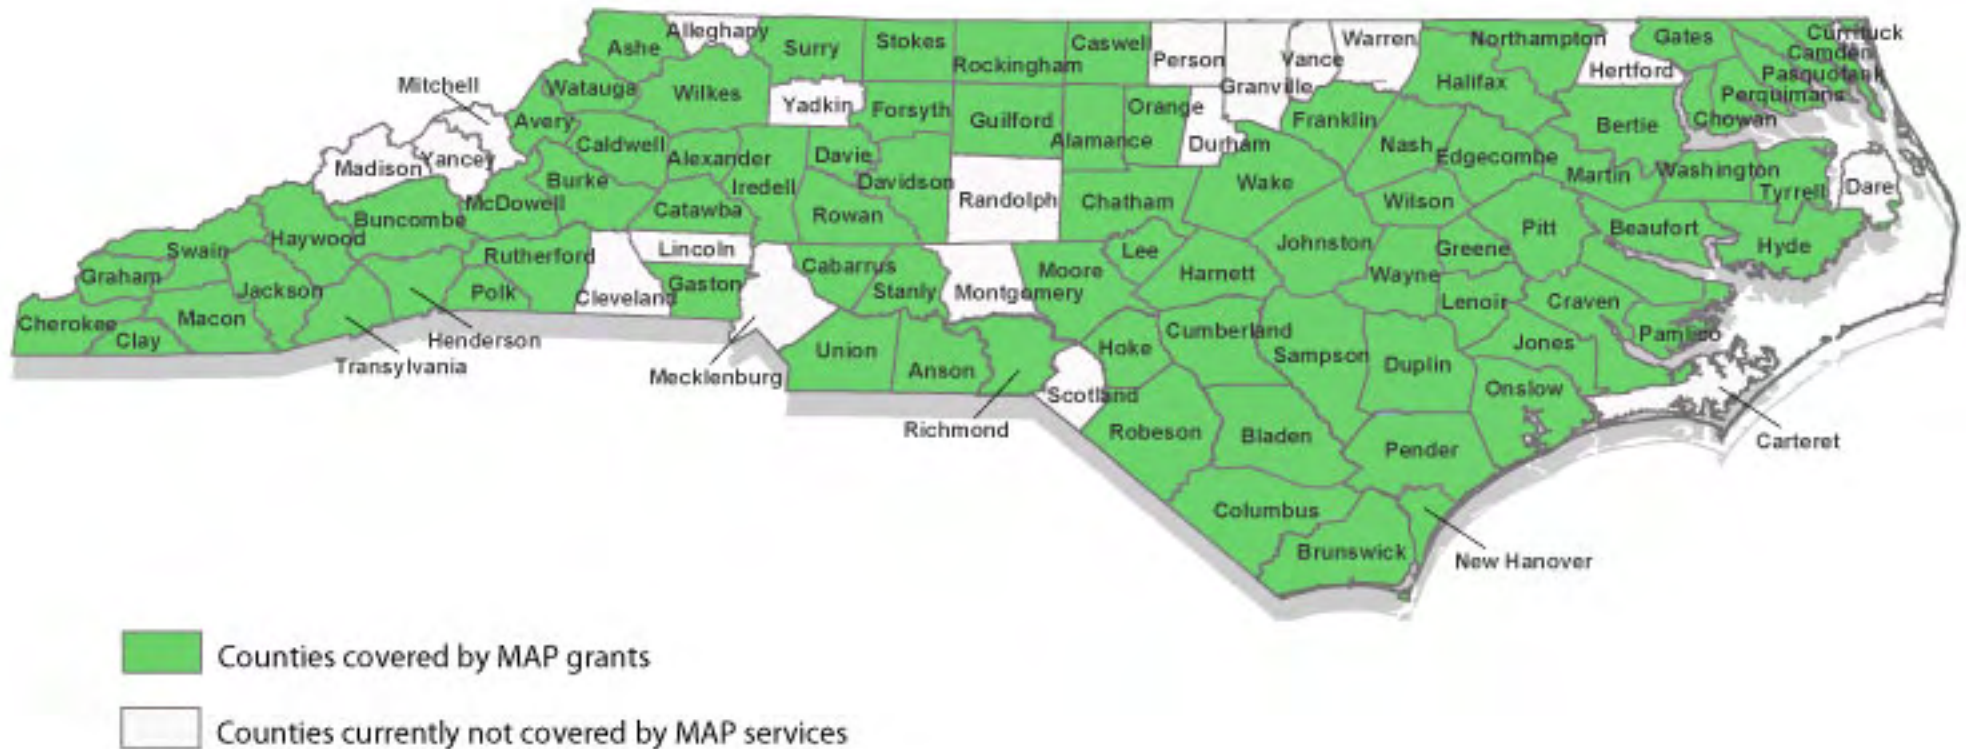 Alleghany
Ashe
Surry
Stokes
Rockingham
Caswell
Person
Granville
Vance
Warren
Northampton
Gates
Currituck
Camden
Pasquotank
Perquimans
Chowan
Hertford
Halifax
Mitchell
Watauga
Wilkes
Yadkin
Forsyth
Guilford
Alamance
Orange
Durham
Franklin
Nash
Edgecombe
Bertie
Avery
Caldwell
Alexander
Davie
Madison
Yancey
Iredell
Davidson
Randolph
Chatham
Wake
Wilson
Martin
Washington
Tyrrell
Dare
Burke
McDowell
Buncombe
Catawba
Rowan
Swain
Haywood
Rutherford
Lincoln
Lee
Johnston
Greene
Pitt
Beaufort
Hyde
Graham
Jackson
Polk
Cleveland
Gaston
Cabarrus
Stanly
Montgomery
Moore
Harnett
Wayne
Lenoir
Craven
Cherokee
Clay
Macon
Henderson
Transylvania
Mecklenburg
Union
Anson
Richmond
Hoke
Cumberland
Sampson
Duplin
Jones
Pamlico
Onslow
Scotland
Robeson
Bladen
Pender
Carteret
Columbus
Brunswick
New Hanover
Counties covered by MAP grants
Counties currently not covered by MAP services